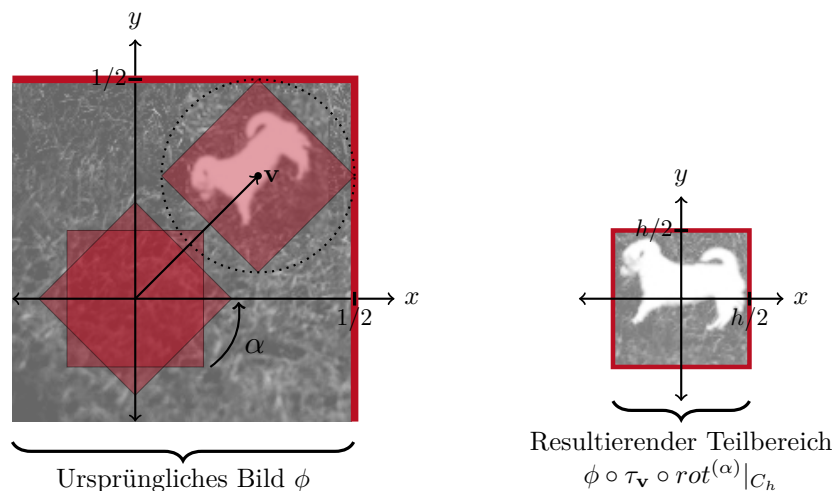 y
1/2
v
x
1/2
α
Ursprüngliches Bild ϕ
y
h/2
x
h/2
Resultierender Teilbereich
ϕ ∘ τ_v ∘ rot^(α)|_{C_h}